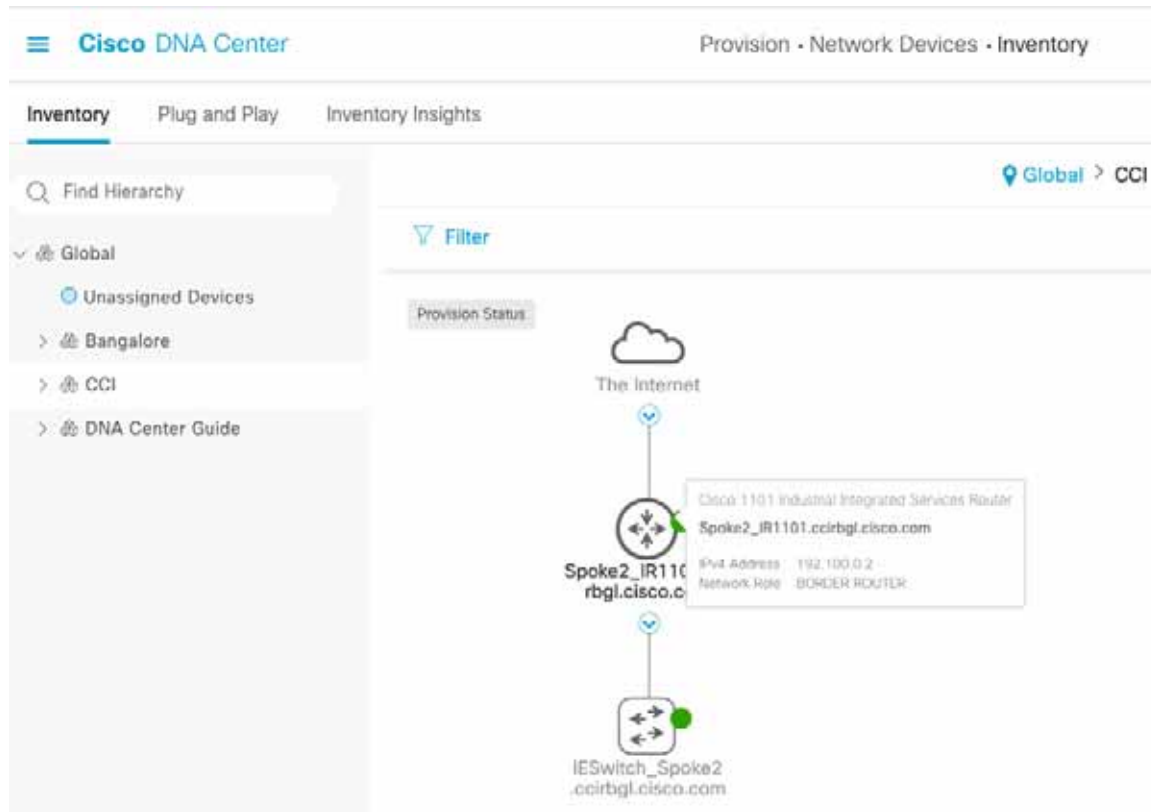 Cisco DNA Center
Provision · Network Devices · Inventory
Inventory Plug and Play Inventory Insights
Find Hierarchy
Global > CCI
Filter
Global
Unassigned Devices
Bangalore
CCI
DNA Center Guide
Provision Status
The Internet
Cisco 1101 Industrial Integrated Services Router
Spoke2_IR1101.ccirbgl.cisco.com
IPv4 Address 192.100.0.2
Network Role BORDER ROUTER
Spoke2_IR110
rbgl.cisco.c
IESwitch_Spoke2
.ccirbgl.cisco.com